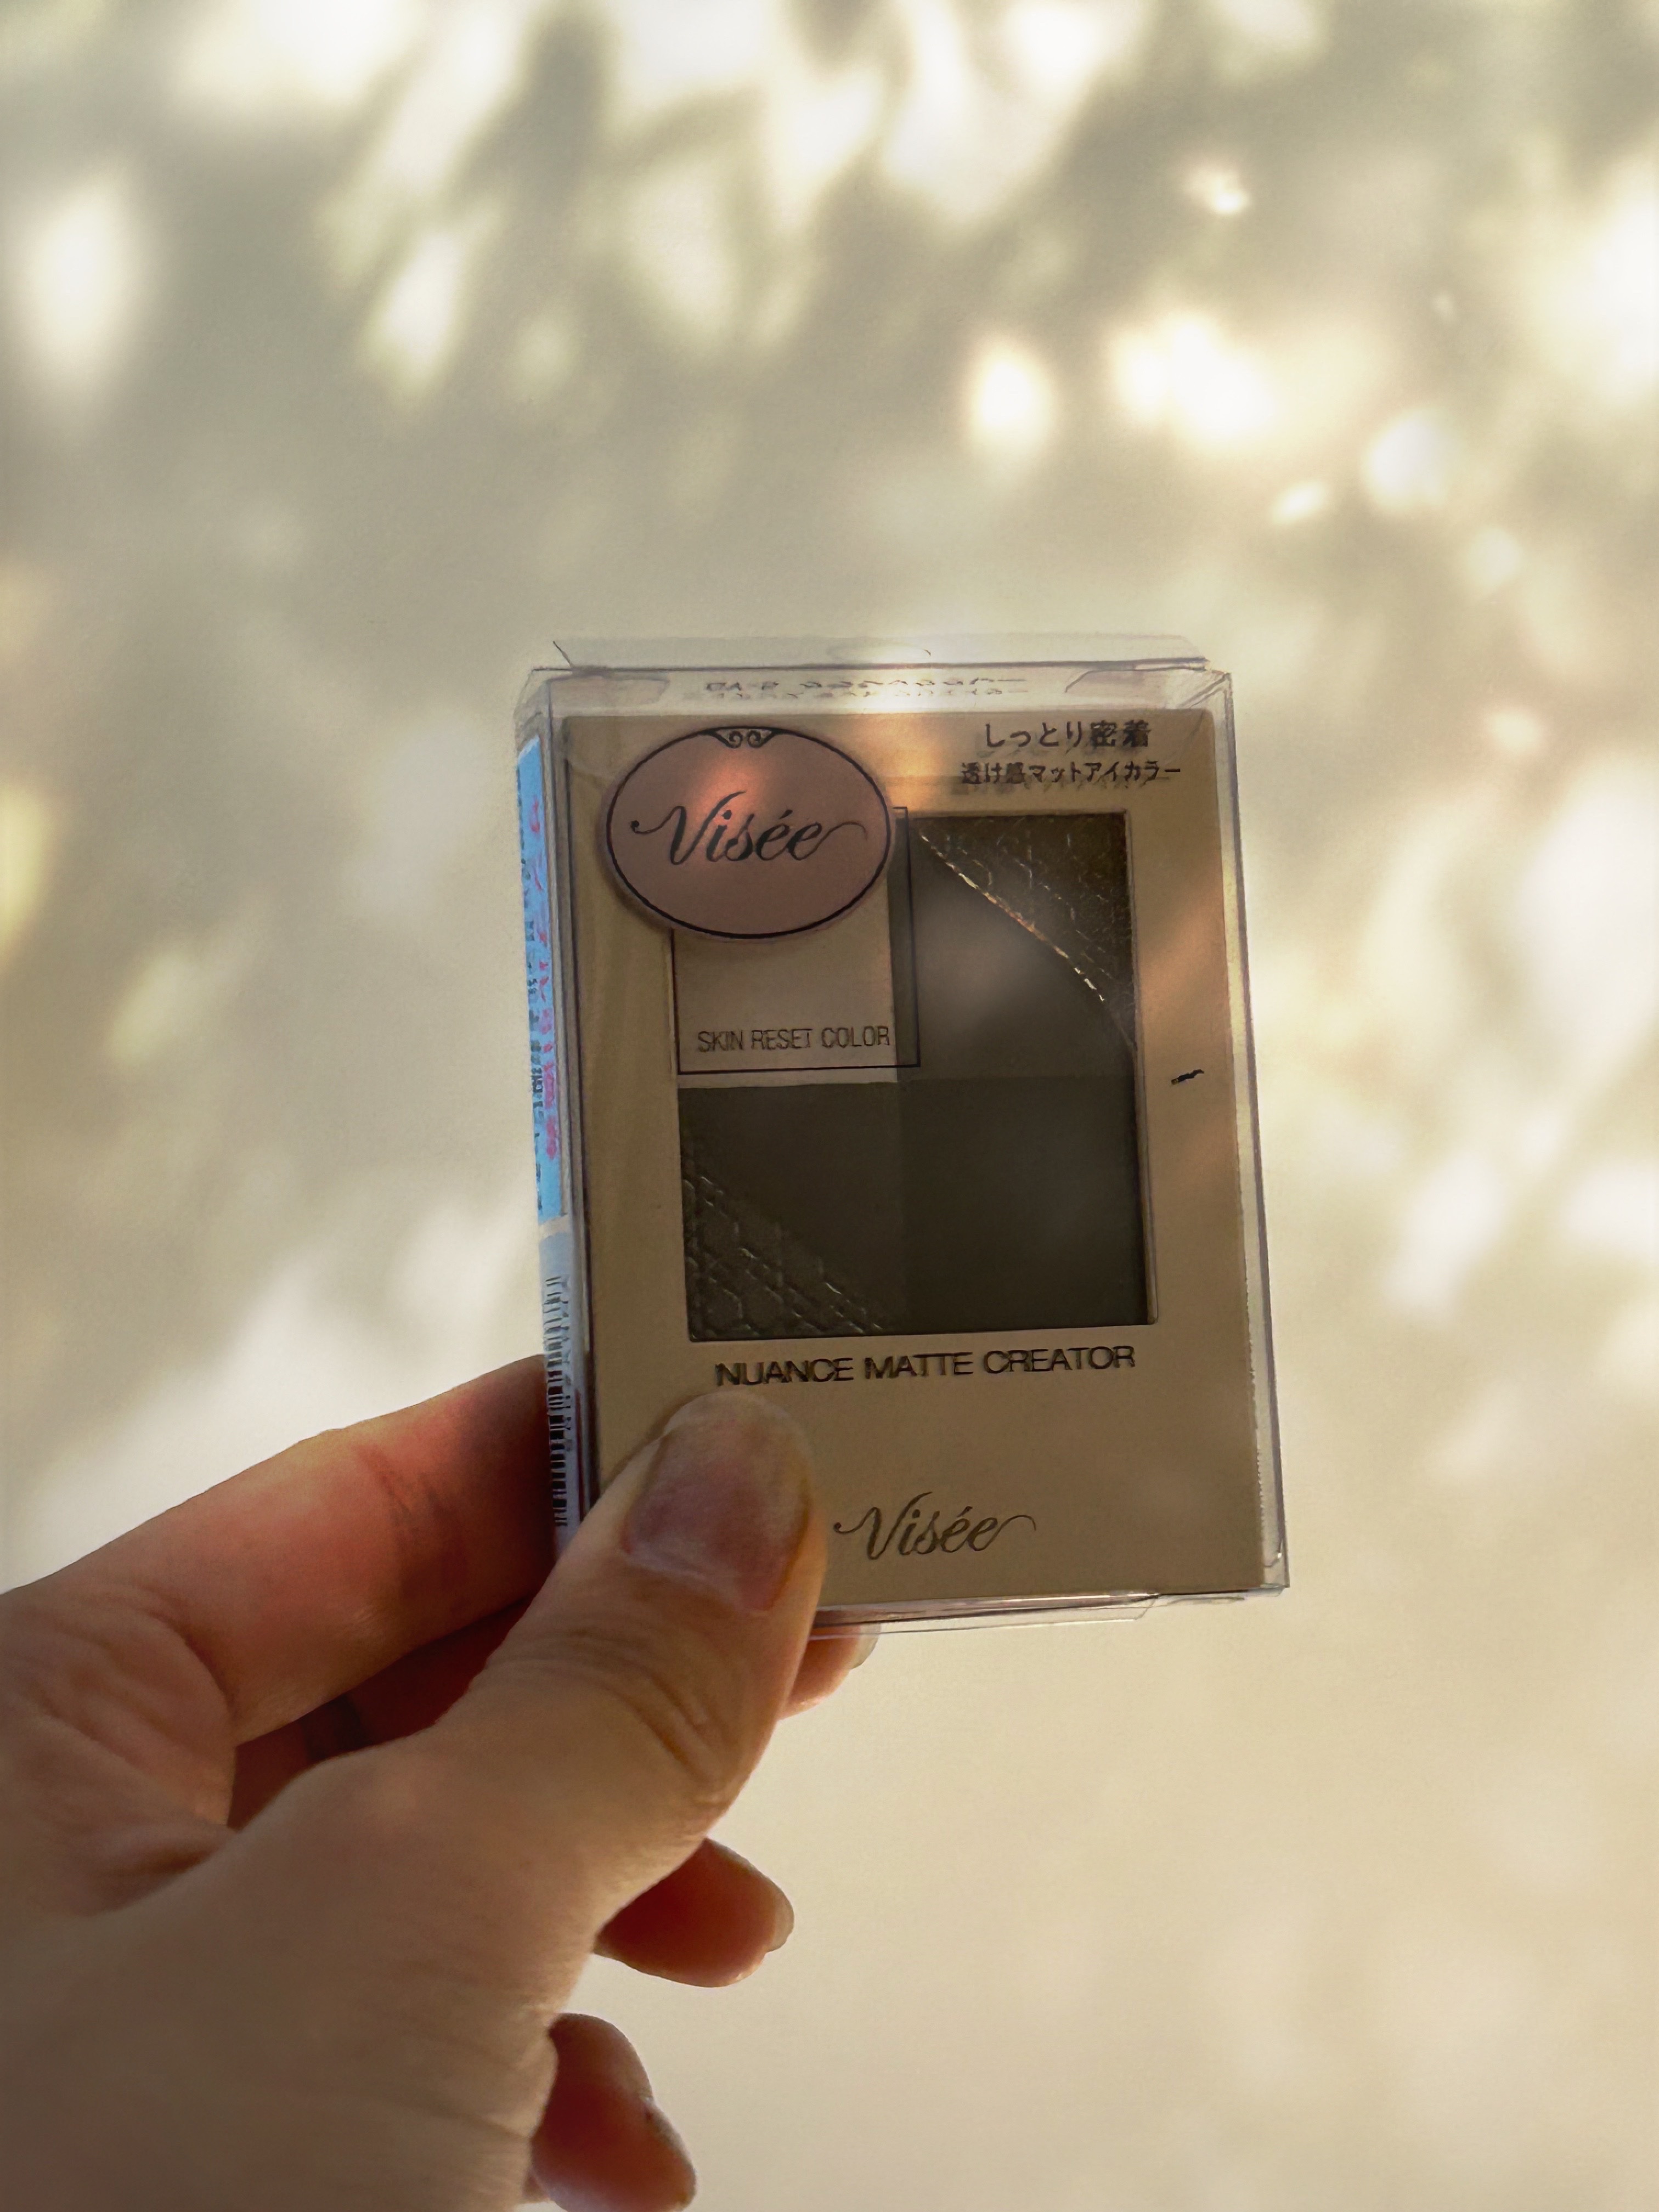 しっとり密着
透け感マットアイカラー
Visée
SKIN RESET COLOR
NUANCE MATTE CREATOR
Visée